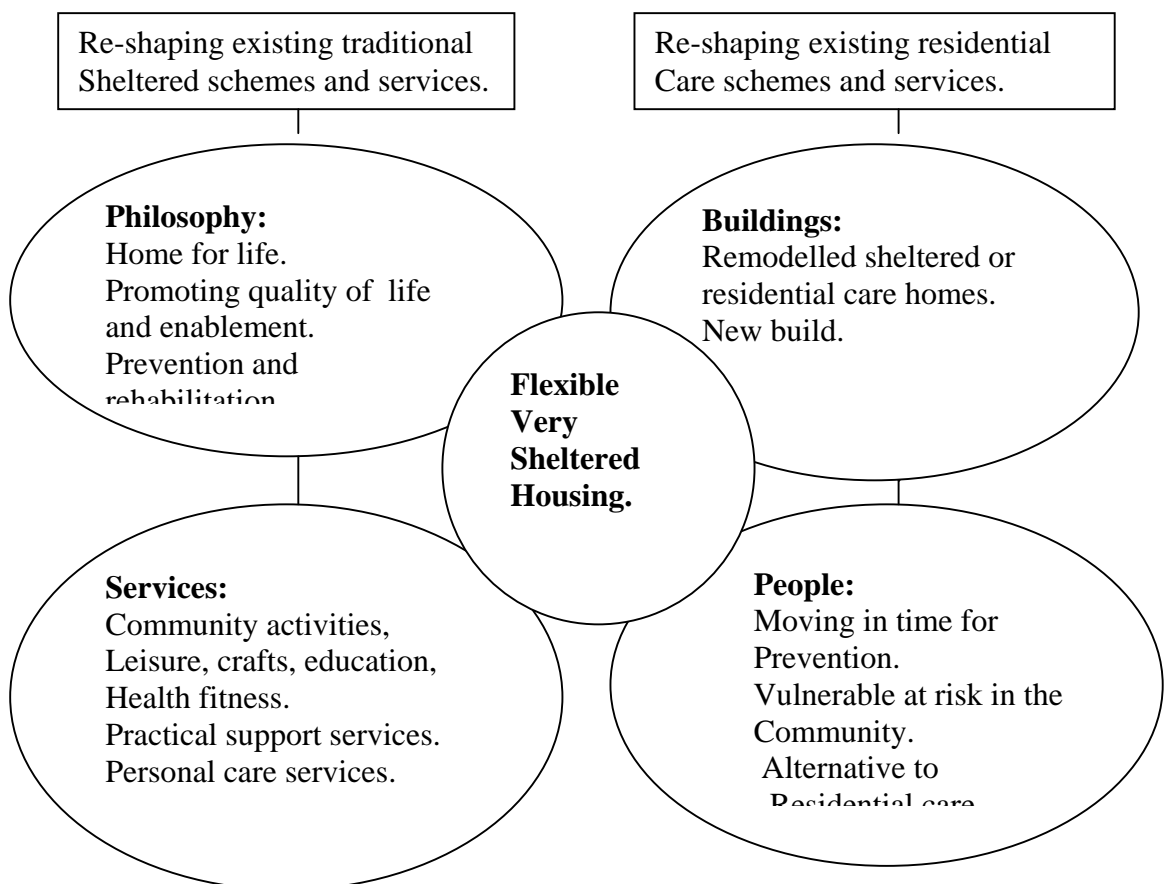 Re-shaping existing traditional
Sheltered schemes and services.
Re-shaping existing residential
Care schemes and services.
Philosophy:
Home for life.
Promoting quality of life
and enablement.
Prevention and
rehabilitation
Buildings:
Remodelled sheltered or
residential care homes.
New build.
Flexible
Very
Sheltered
Housing.
Services:
Community activities,
Leisure, crafts, education,
Health fitness.
Practical support services.
Personal care services.
People:
Moving in time for
Prevention.
Vulnerable at risk in the
Community.
Alternative to
Residential care